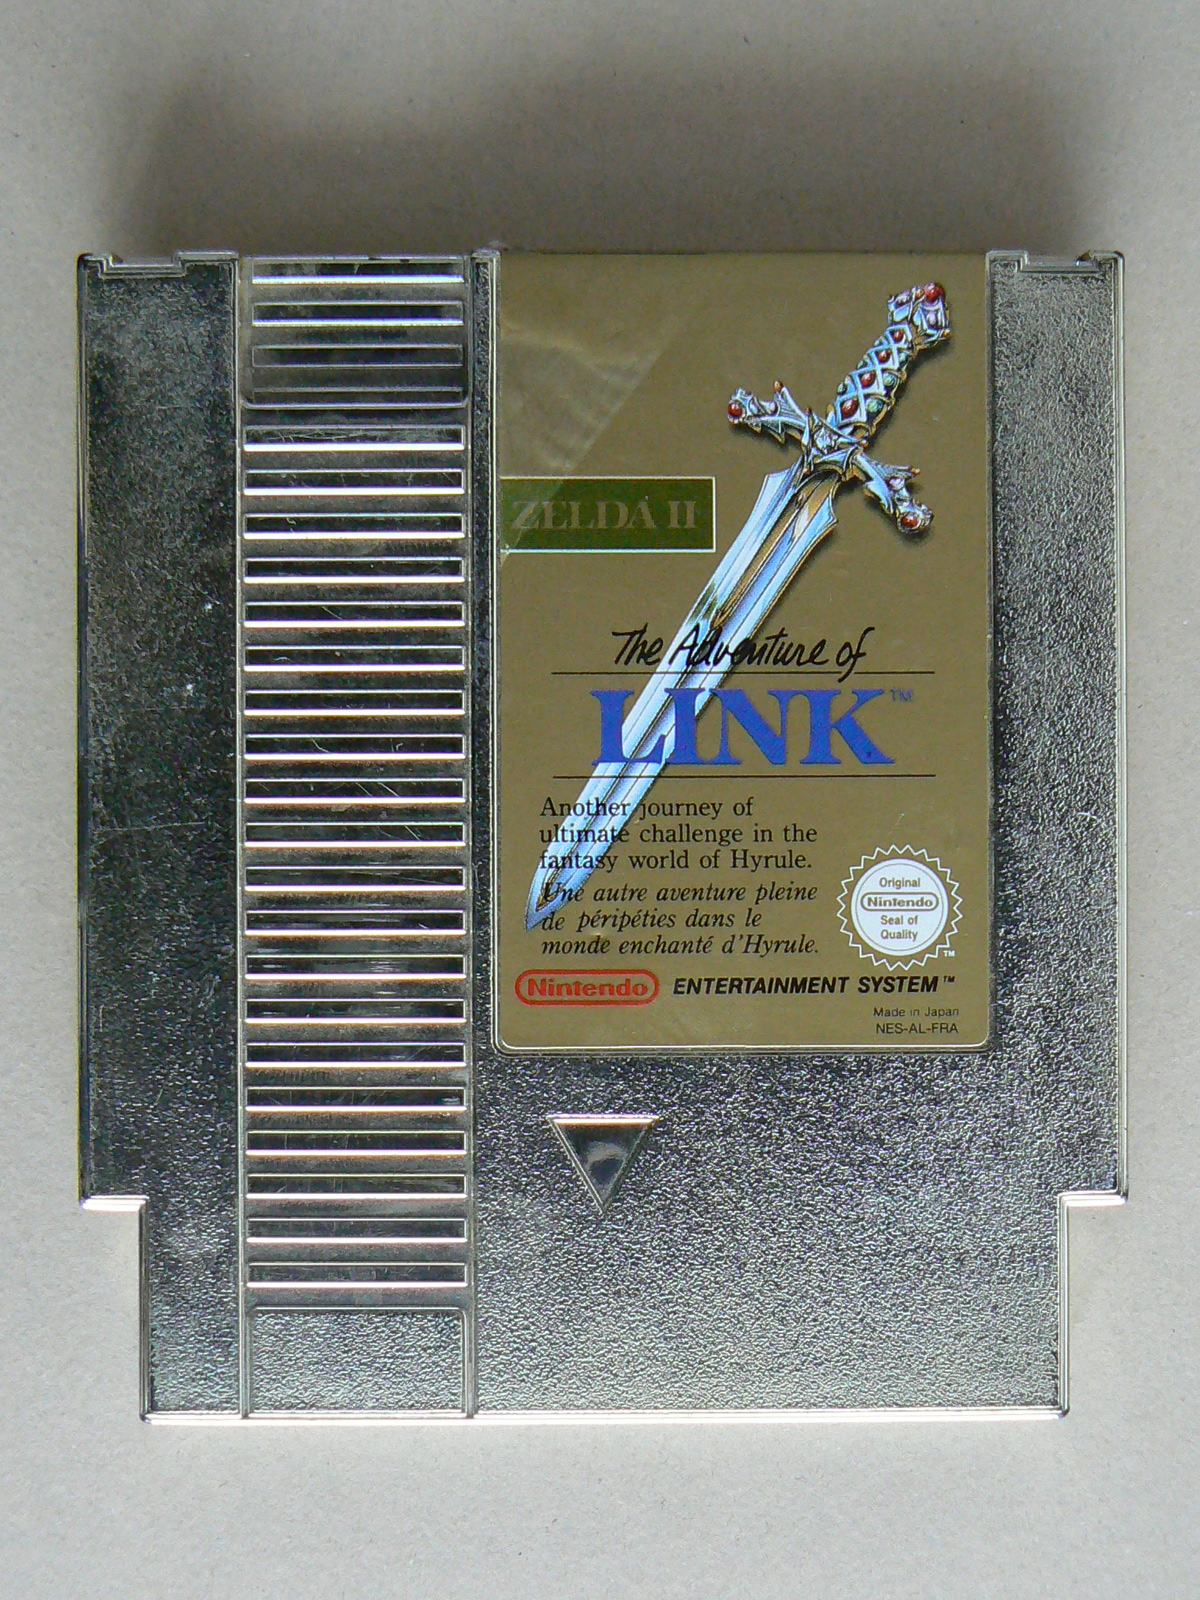 ZELDA II
The Adventure of
LINK™
Another journey of
ultimate challenge in the
fantasy world of Hyrule.
Une autre aventure pleine
de péripéties dans le
monde enchanté d'Hyrule.
Original
Nintendo
Seal of
Quality
™
Nintendo ENTERTAINMENT SYSTEM™
Made in Japan
NES-AL-FRA